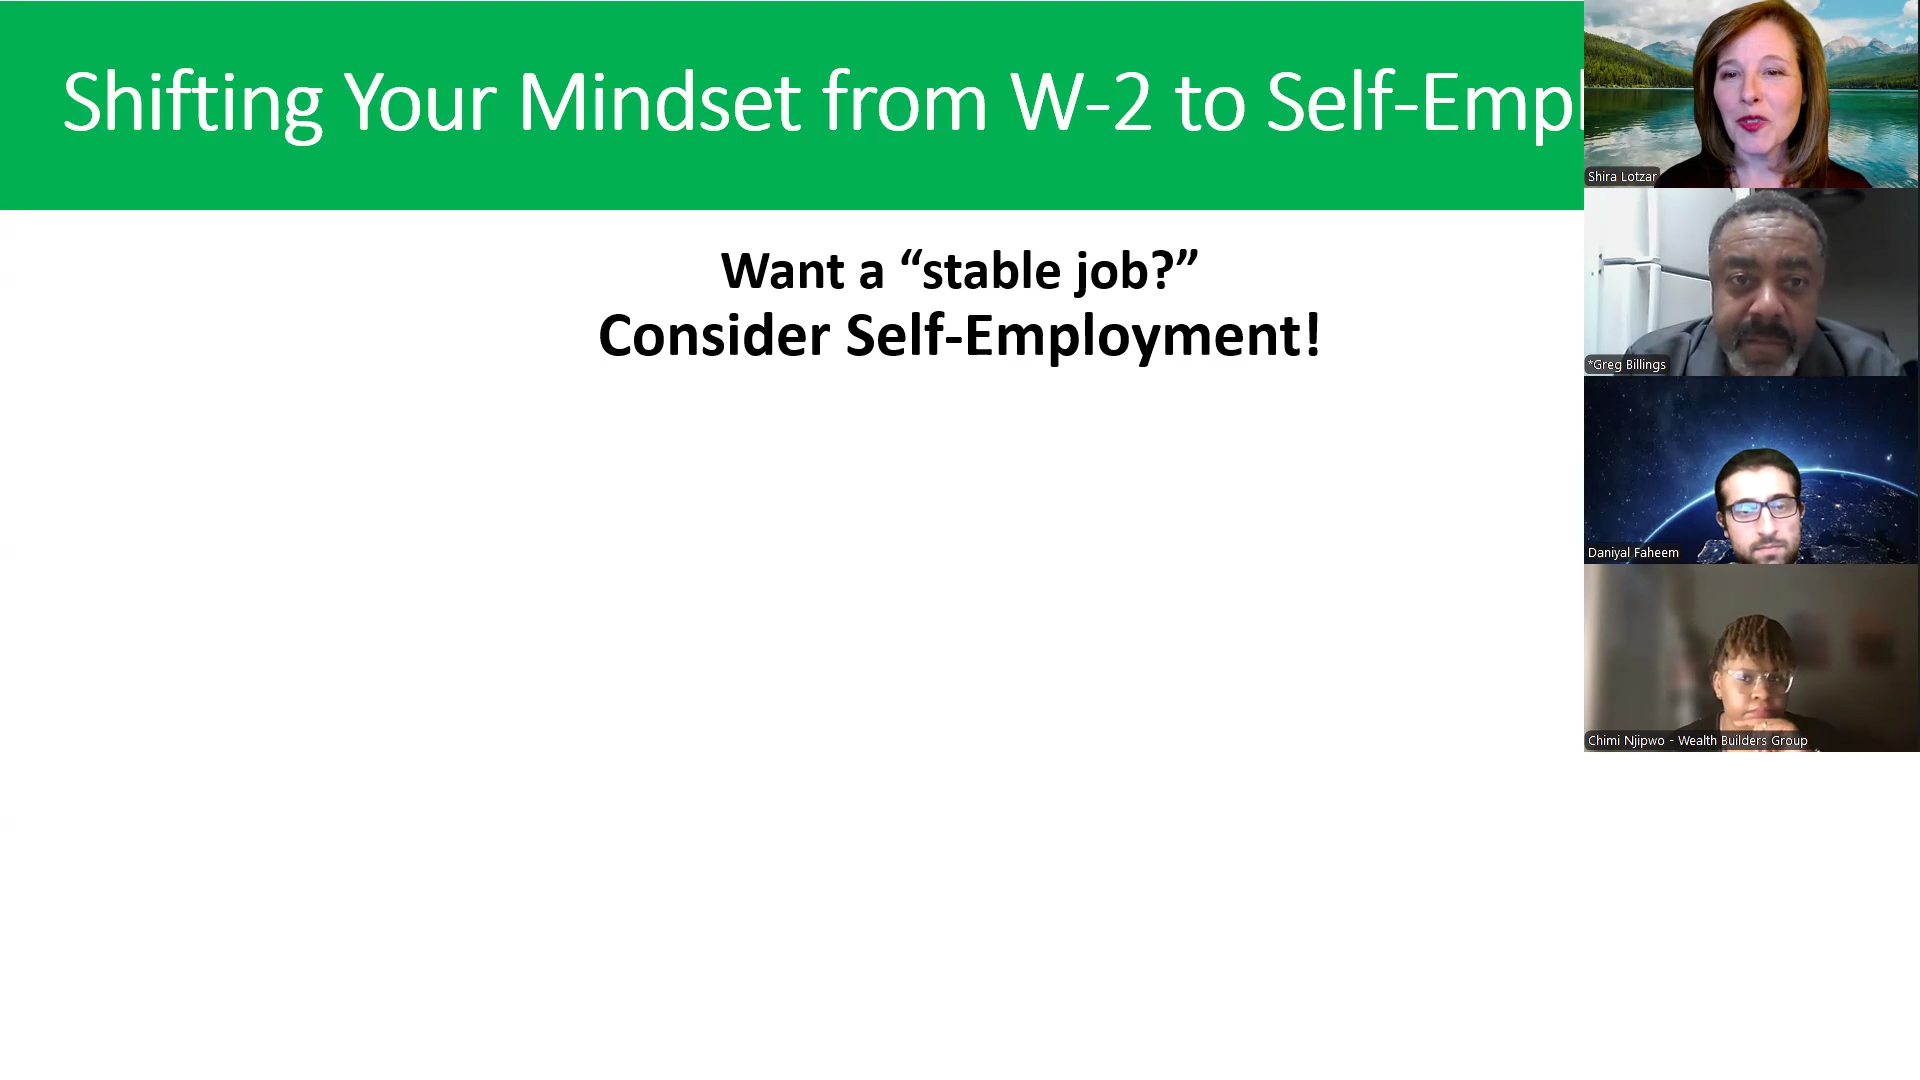 Shifting Your Mindset from W-2 to Self-Empl
Want a “stable job?”
Consider Self-Employment!
Shira Lotzar
*Greg Billings
Daniyal Faheem
Chimi Njipwo - Wealth Builders Group